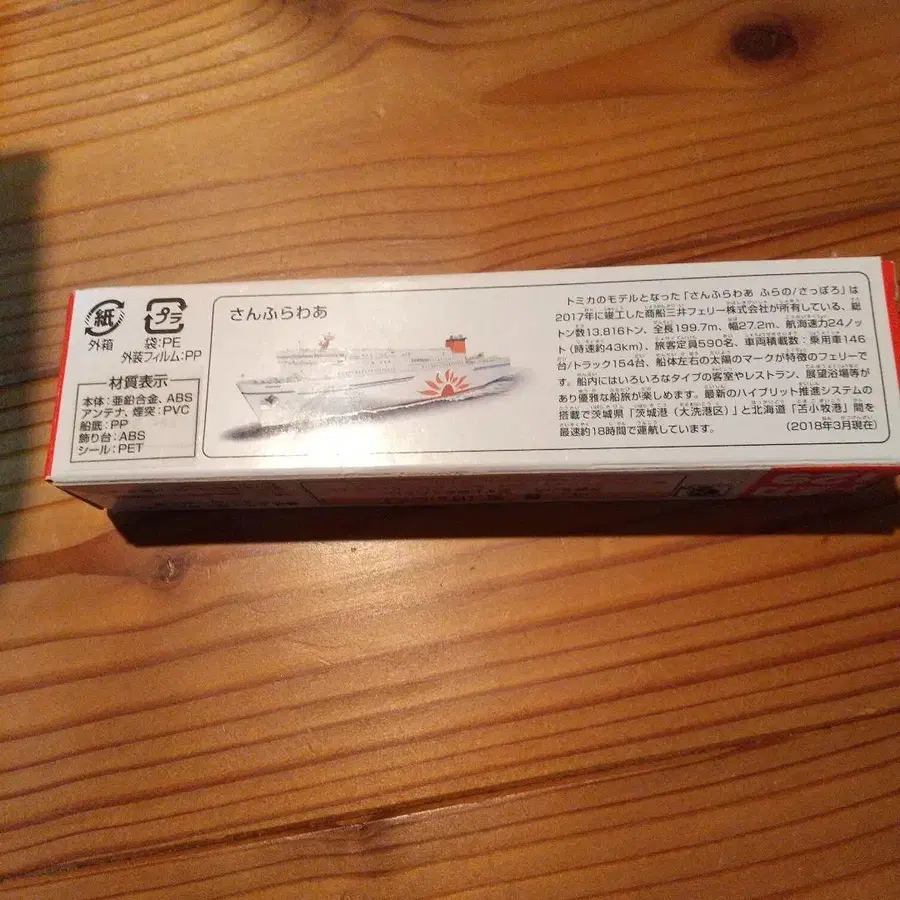 紙
外箱
プラ
袋:PE
外装フィルム:PP
材質表示
本体:亜鉛合金、ABS
アンテナ、煙突:PVC
船底:PP
飾り台:ABS
シール:PET
さんふらわあ
トミカのモデルとなった「さんふらわあ ふらの/さっぽろ」は
2017年に竣工した商船三井フェリー株式会社が所有している、総
トン数13,816トン、全長199.7m、幅27.2m、航海速力24ノッ
ト(時速約43km)、旅客定員590名、車両積載数:乗用車146
台/トラック154台、船体左右の太陽のマークが特徴のフェリーで
す。船内にはいろいろなタイプの客室やレストラン、展望浴場等が
あり優雅な船旅が楽しめます。最新のハイブリット推進システムの
搭載で茨城県「茨城港(大洗港区)」と北海道「苫小牧港」間を
最速約18時間で運航しています。
(2018年3月現在)